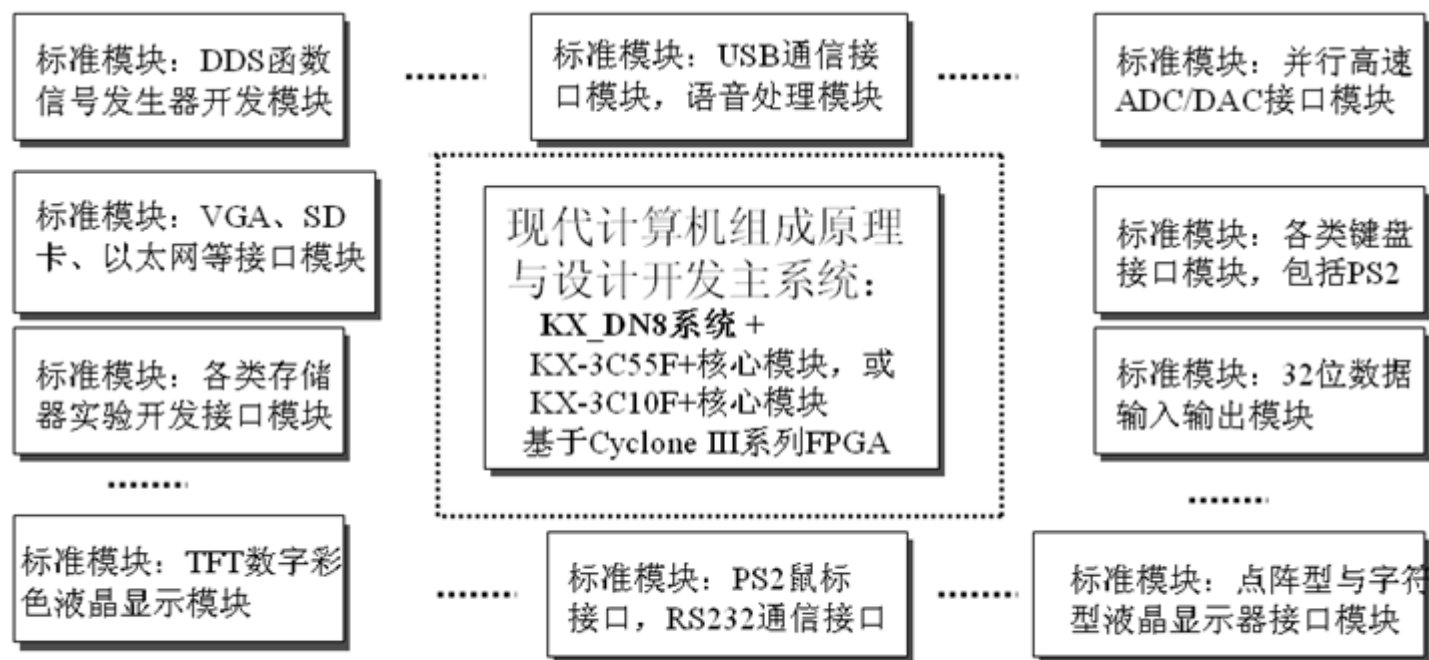 标准模块：DDS函数
信号发生器开发模块
标准模块：USB通信接
口模块，语音处理模块
标准模块：并行高速
ADC/DAC接口模块
标准模块：VGA、SD
卡、以太网等接口模块
现代计算机组成原理
与设计开发主系统：
KX_DN8系统 +
KX-3C55F+核心模块，或
KX-3C10F+核心模块
基于Cyclone III系列FPGA
标准模块：各类键盘
接口模块，包括PS2
标准模块：各类存储
器实验开发接口模块
标准模块：32位数据
输入输出模块
标准模块：TFT数字彩
色液晶显示模块
标准模块：PS2鼠标
接口，RS232通信接口
标准模块：点阵型与字符
型液晶显示器接口模块